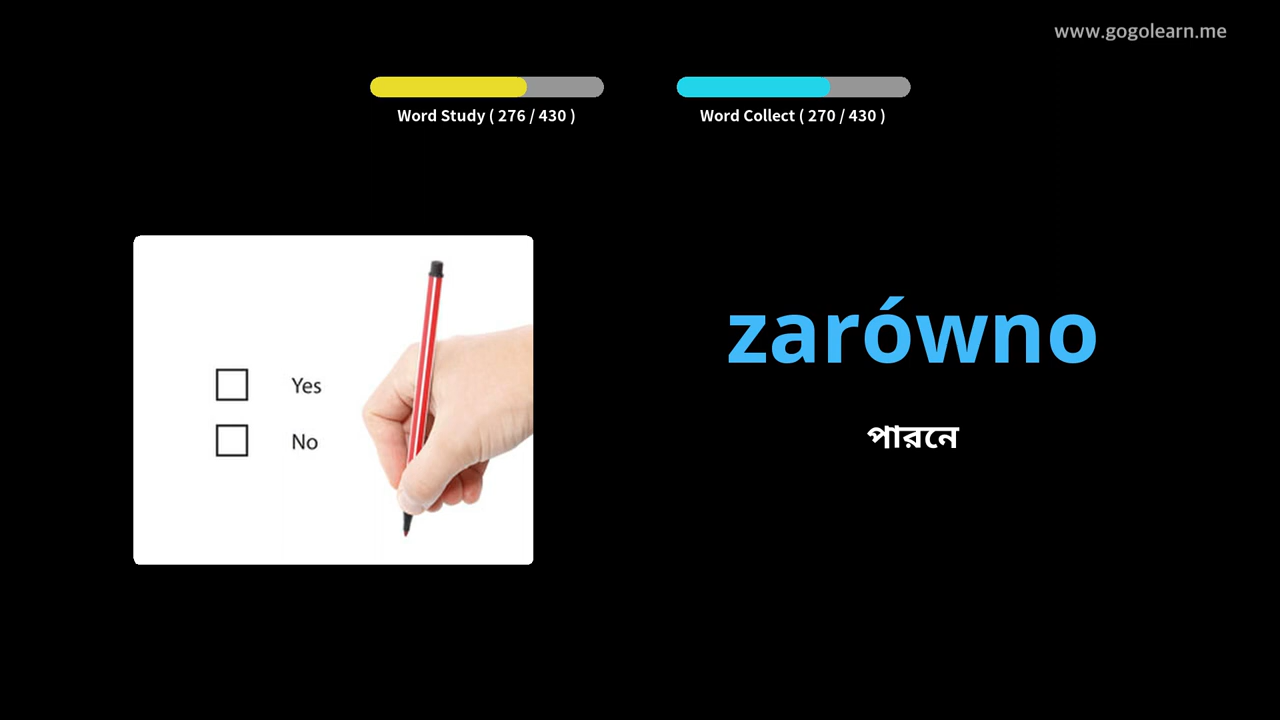 www.gogolearn.me
Word Study ( 276 / 430 )
Word Collect ( 270 / 430 )
Yes
No
zarówno
পারনে